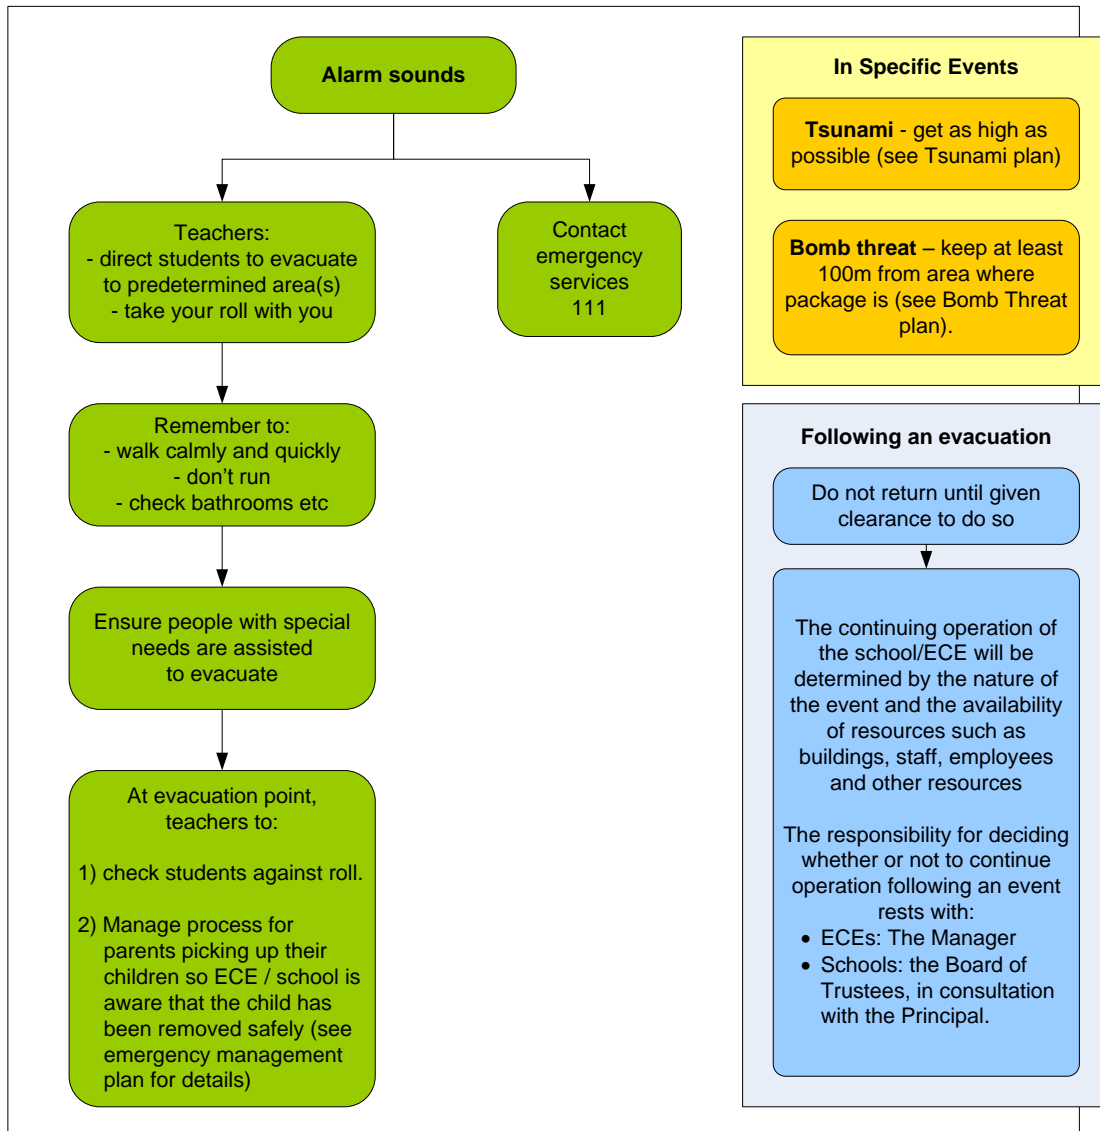 Alarm sounds
Teachers:
- direct students to evacuate
to predetermined area(s)
- take your roll with you
Contact
emergency
services
111
Remember to:
- walk calmly and quickly
- don't run
- check bathrooms etc
Ensure people with special
needs are assisted
to evacuate
At evacuation point,
teachers to:
1) check students against roll.
2) Manage process for
parents picking up their
children so ECE / school is
aware that the child has
been removed safely (see
emergency management
plan for details)
In Specific Events
Tsunami - get as high as
possible (see Tsunami plan)
Bomb threat – keep at least
100m from area where
package is (see Bomb Threat
plan).
Following an evacuation
Do not return until given
clearance to do so
The continuing operation of
the school/ECE will be
determined by the nature of
the event and the availability
of resources such as
buildings, staff, employees
and other resources
The responsibility for deciding
whether or not to continue
operation following an event
rests with:
• ECEs: The Manager
• Schools: the Board of
Trustees, in consultation
with the Principal.